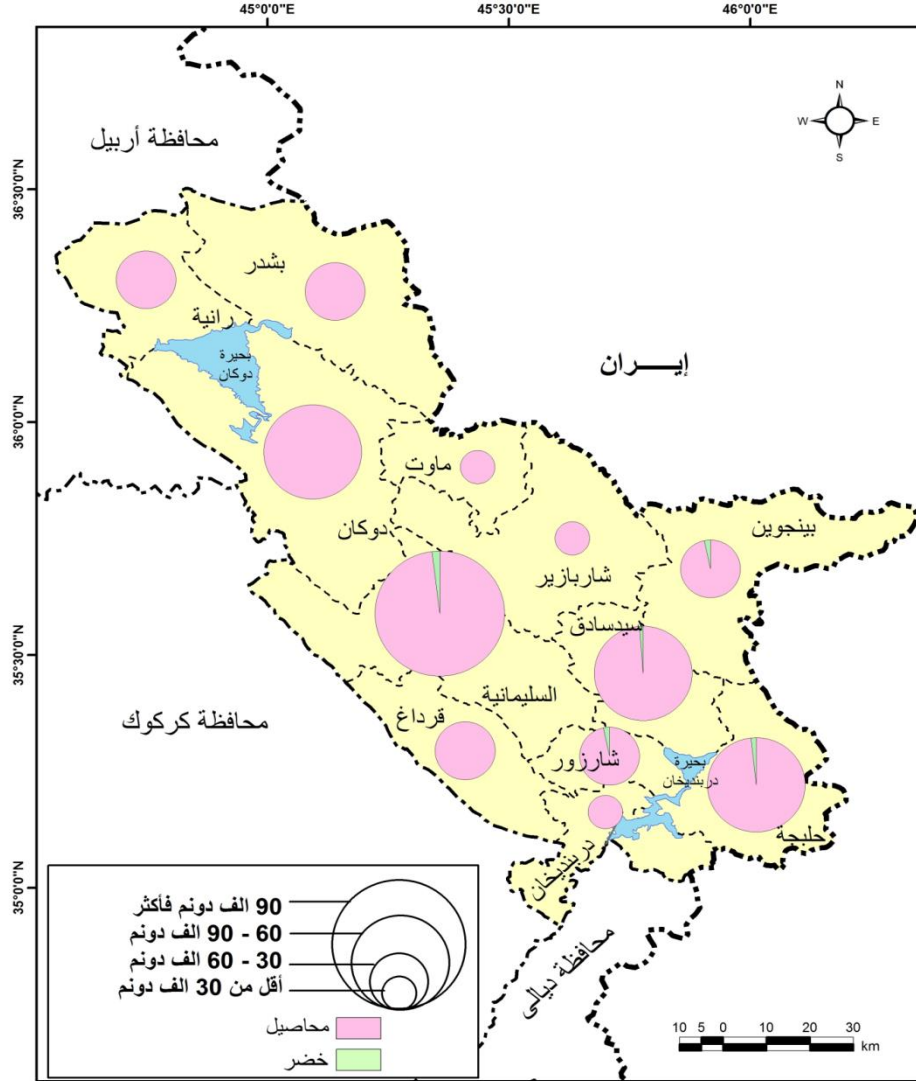 45°0'0"E
45°30'0"E
46°0'0"E
N
W
E
S
محافظة أربيل
36°30'0"N
بشدر
رانية
بحيرة
دوكان
إيـــران
36°0'0"N
ماوت
دوكان
بينجوين
شاربازير
سيدسادق
35°30'0"N
السليمانية
قرداغ
محافظة كركوك
شارزور
بحيرة
دربنديخان
حلبجة
دربنديخان
35°0'0"N
محافظة ديالى
90 الف دونم فأكثر
60 - 90 الف دونم
30 - 60 الف دونم
أقل من 30 الف دونم
محاصيل
خضر
10 5 0 10 20 30
km